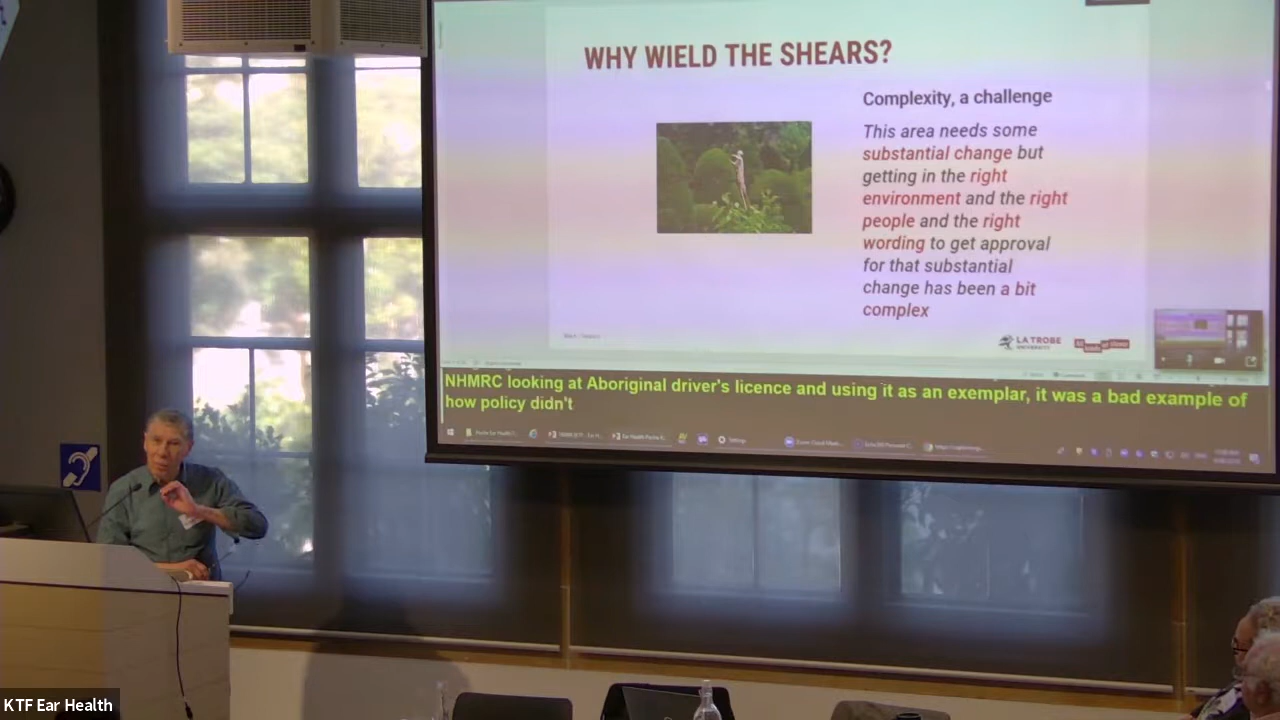 WHY WIELD THE SHEARS?
Complexity, a challenge
This area needs some
substantial change but
getting in the right
environment and the right
people and the right
wording to get approval
for that substantial
change has been a bit
complex
LA TROBE
UNIVERSITY
NHMRC looking at Aboriginal driver's licence and using it as an exemplar, it was a bad example of
how policy didn't
Settings
KTF Ear Health